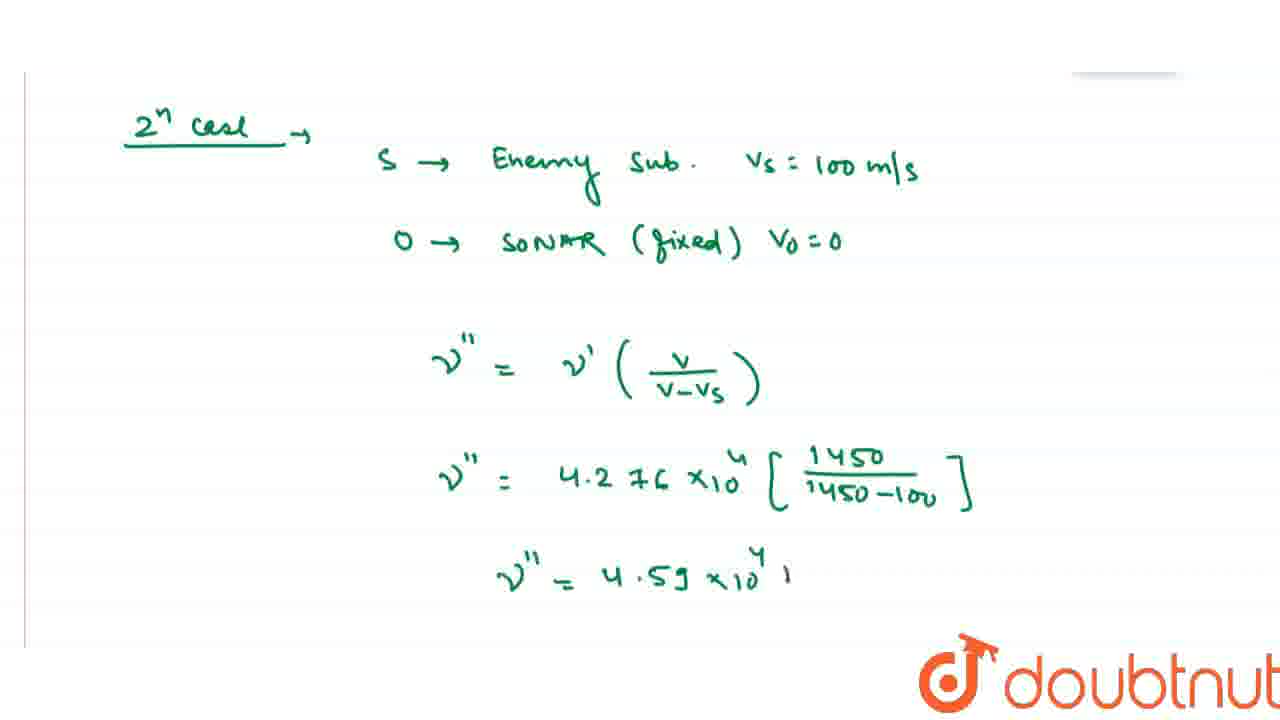 2ⁿ case →
S → Enemy Sub. Vs = 100 m/s
O → SONAR (fixed) Vo = 0
ν'' = ν' (V / V-Vs)
ν'' = 4.276 ×10⁴ [1450 / 1450-100]
ν'' = 4.59 ×10⁴
doubtnut